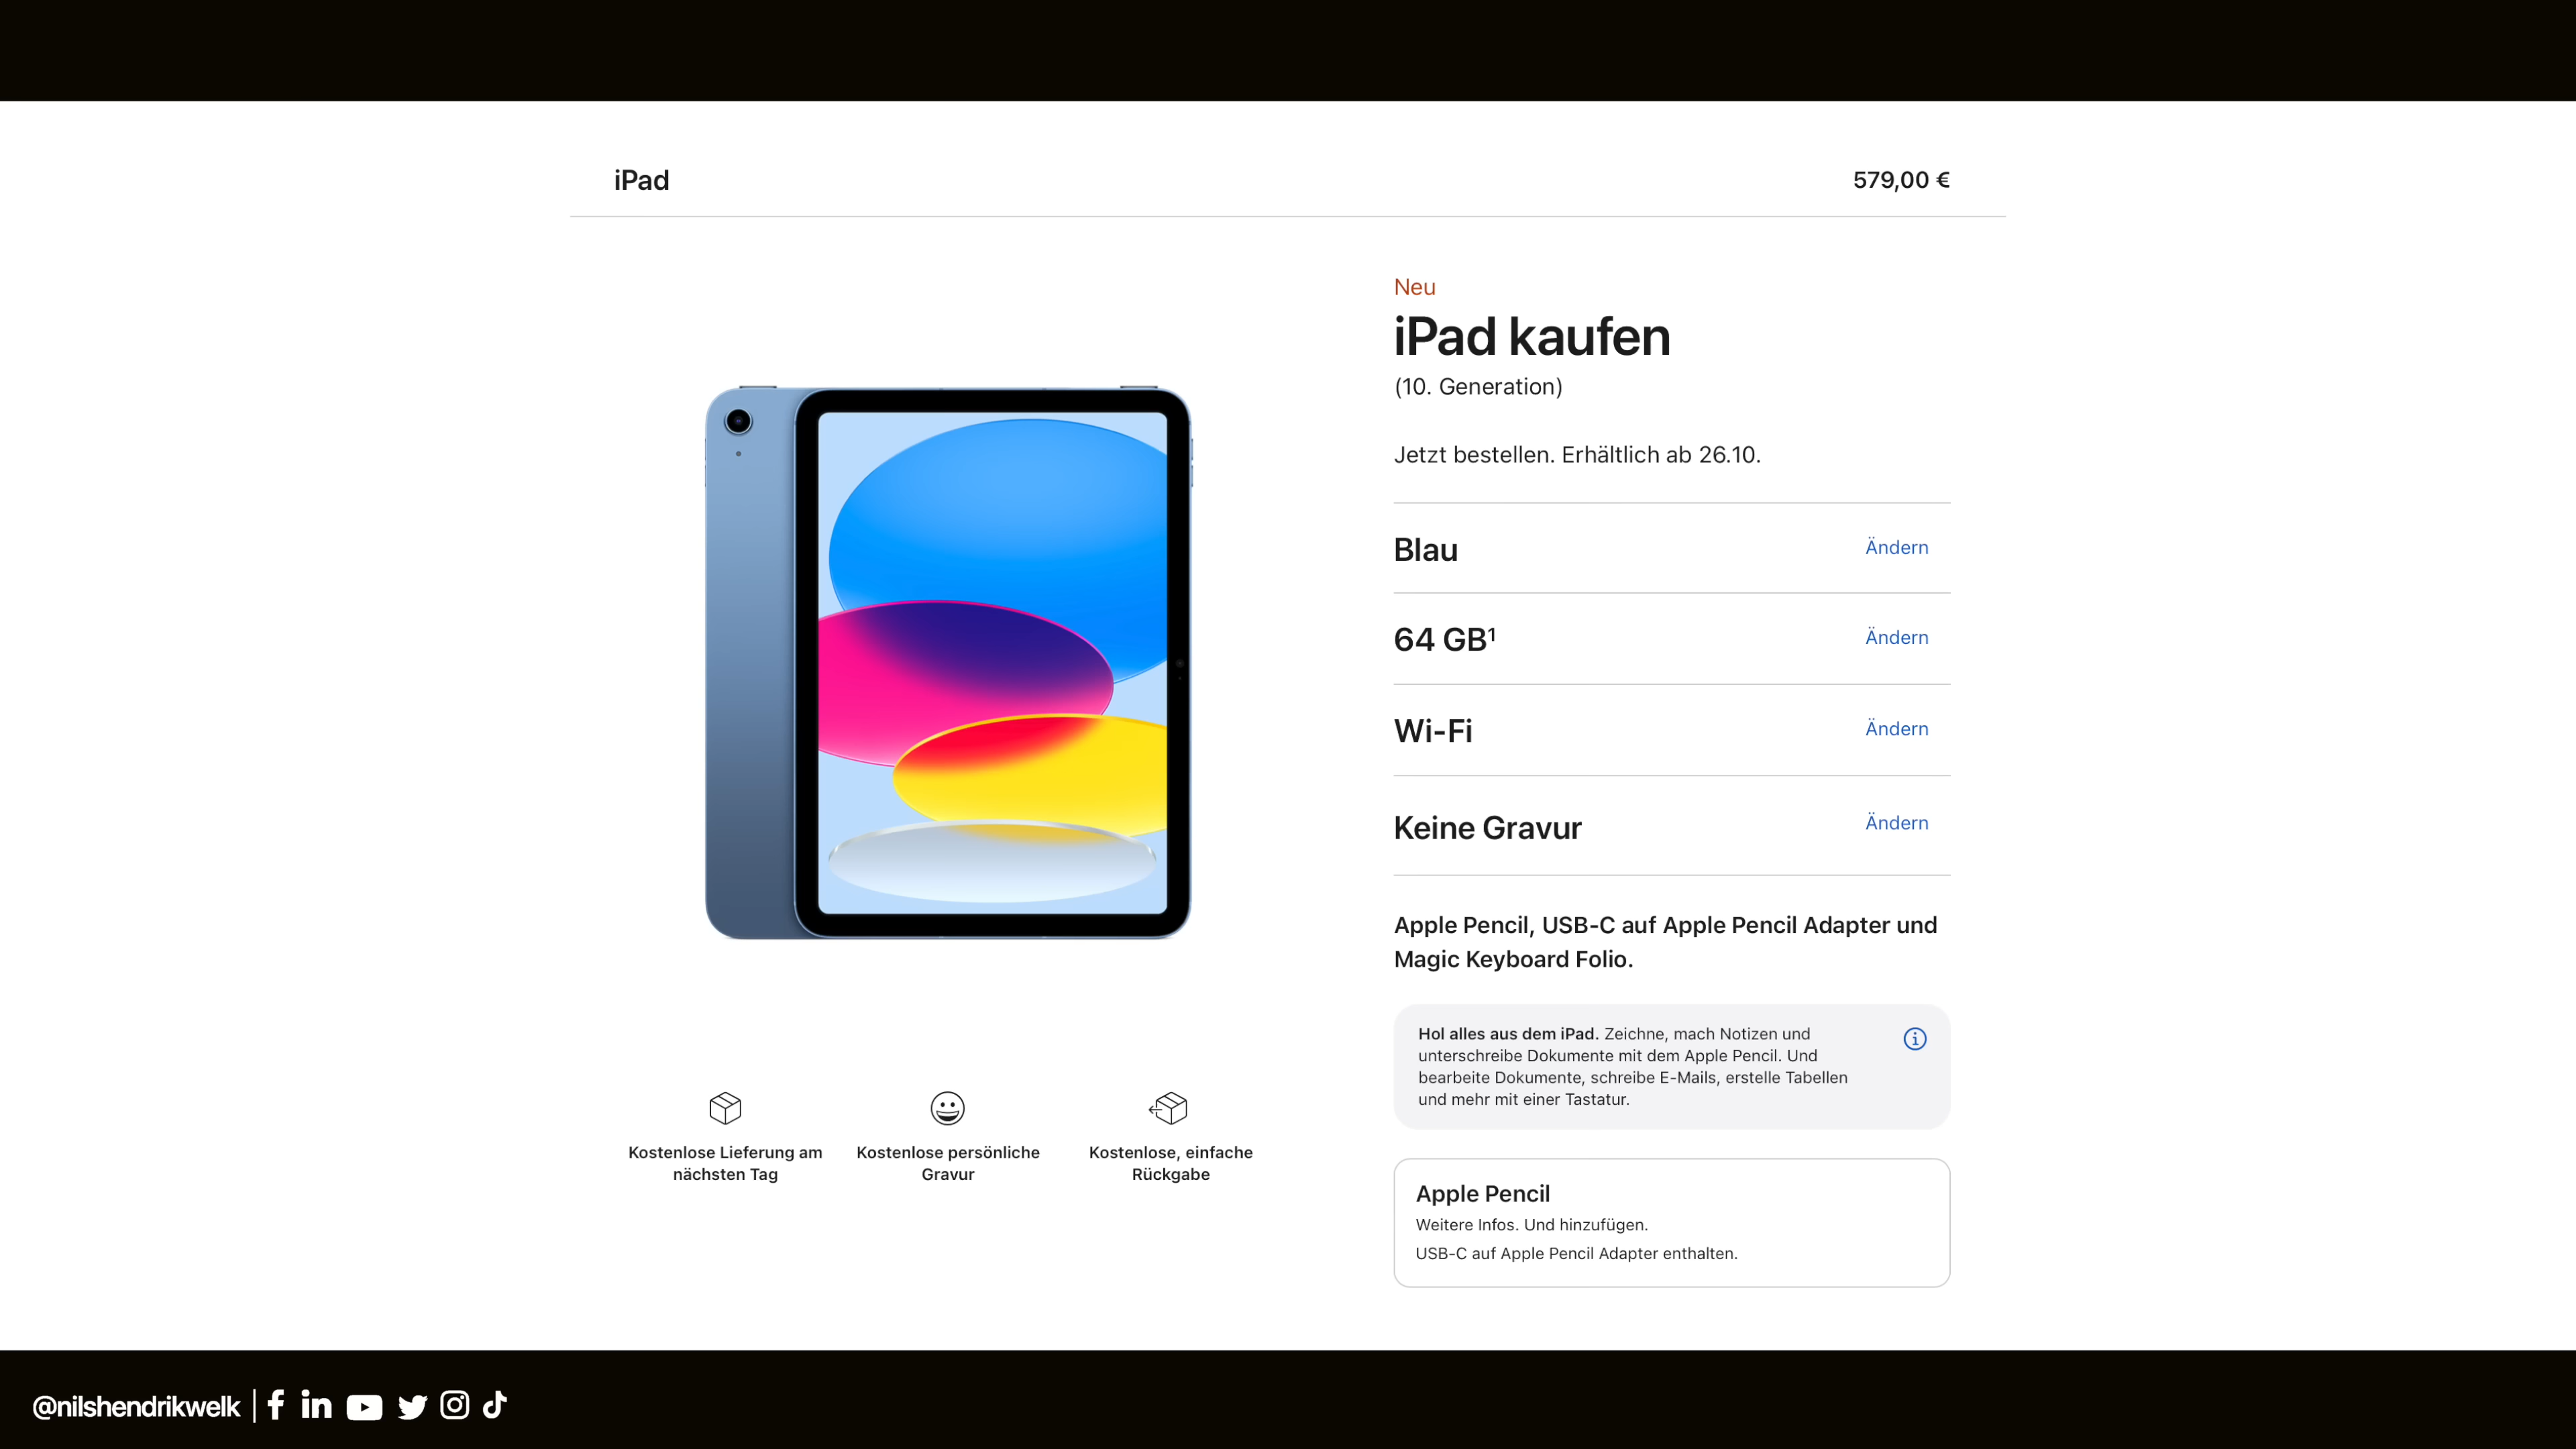 iPad
579,00 €
Neu
iPad kaufen
(10. Generation)
Jetzt bestellen. Erhältlich ab 26.10.
Blau
Ändern
64 GB¹
Ändern
Wi-Fi
Ändern
Keine Gravur
Ändern
Apple Pencil, USB-C auf Apple Pencil Adapter und
Magic Keyboard Folio.
Hol alles aus dem iPad. Zeichne, mach Notizen und
unterschreibe Dokumente mit dem Apple Pencil. Und
bearbeite Dokumente, schreibe E-Mails, erstelle Tabellen
und mehr mit einer Tastatur.
Apple Pencil
Weitere Infos. Und hinzufügen.
USB-C auf Apple Pencil Adapter enthalten.
Kostenlose Lieferung am
nächsten Tag
Kostenlose persönliche
Gravur
Kostenlose, einfache
Rückgabe
@nilshendrikwelk